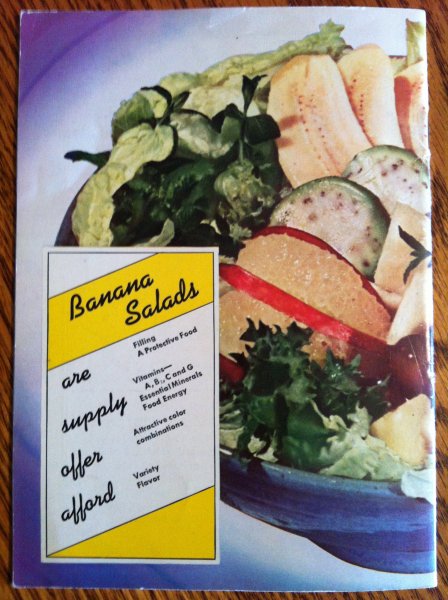 Banana
Salads
are
Filling
A Protective Food
supply
Vitamins—
A, B₁, C and G
Essential Minerals
Food Energy
offer
Attractive color
combinations
afford
Variety
Flavor